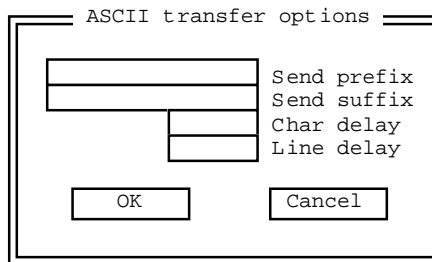 ASCII transfer options
Send prefix
Send suffix
Char delay
Line delay
OK Cancel